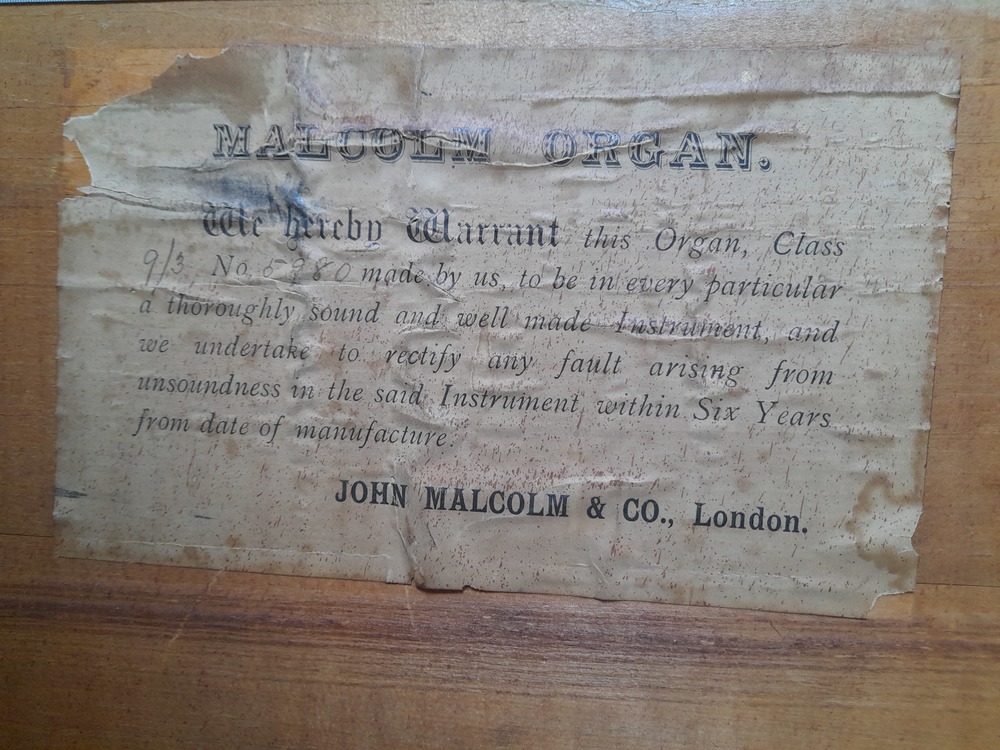 MALCOLM ORGAN.
We hereby Warrant this Organ, Class
9/3, No. 5980 made by us, to be in every particular
a thoroughly sound and well made Instrument, and
we undertake to rectify any fault arising from
unsoundness in the said Instrument within Six Years
from date of manufacture.
JOHN MALCOLM & CO., London.